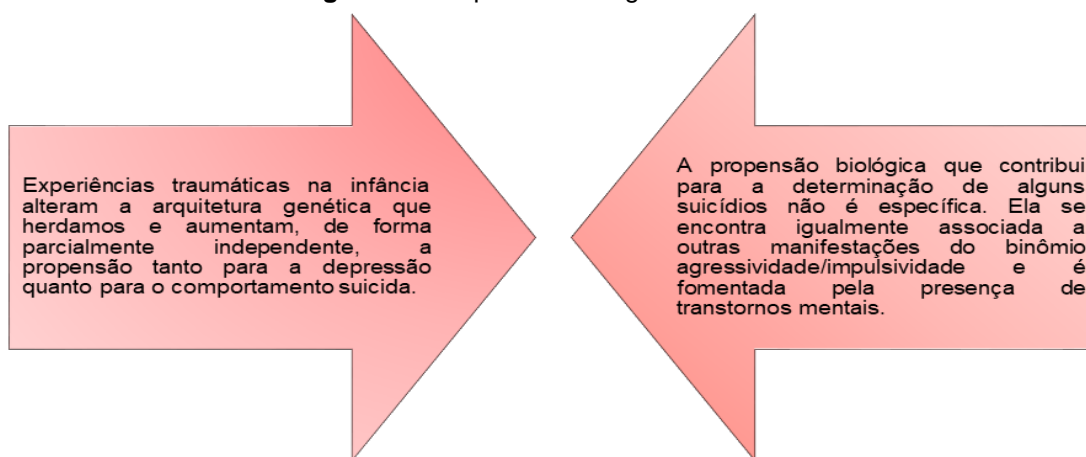 Experiências traumáticas na infância
alteram a arquitetura genética que
herdamos e aumentam, de forma
parcialmente independente, a
propensão tanto para a depressão
quanto para o comportamento suicida.
A propensão biológica que contribui
para a determinação de alguns
suicídios não é específica. Ela se
encontra igualmente associada a
outras manifestações do binômio
agressividade/impulsividade e é
fomentada pela presença de
transtornos mentais.